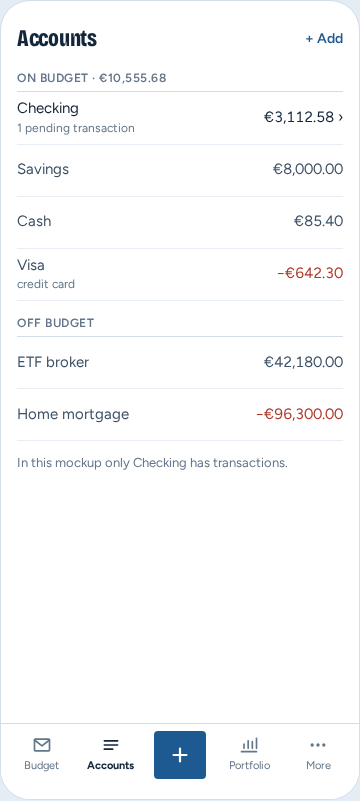 Accounts
+ Add
ON BUDGET · €10,555.68
Checking
€3,112.58 ›
1 pending transaction
Savings
€8,000.00
Cash
€85.40
Visa
−€642.30
credit card
OFF BUDGET
ETF broker
€42,180.00
Home mortgage
−€96,300.00
In this mockup only Checking has transactions.
Budget
Accounts
+
Portfolio
More